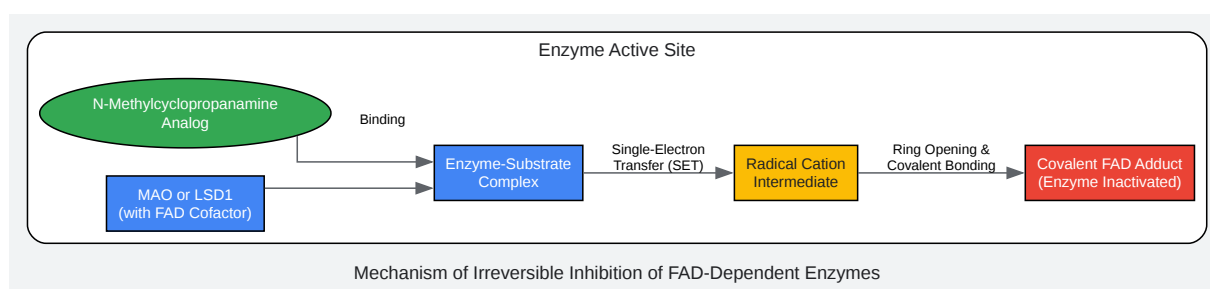 Enzyme Active Site
N-Methylcyclopropanamine
Analog
Binding
MAO or LSD1
(with FAD Cofactor)
Enzyme-Substrate
Complex
Single-Electron
Transfer (SET)
Radical Cation
Intermediate
Ring Opening &
Covalent Bonding
Covalent FAD Adduct
(Enzyme Inactivated)
Mechanism of Irreversible Inhibition of FAD-Dependent Enzymes